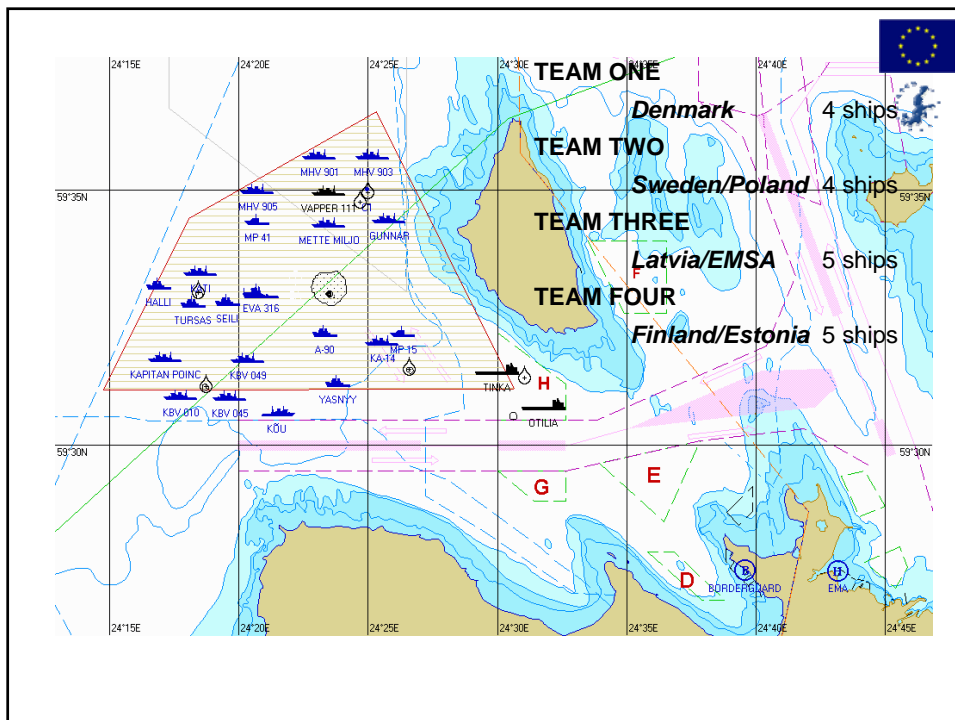 24°15E 24°20E 24°25E 24°30E 24°40E
TEAM ONE
Denmark 4 ships
TEAM TWO
MHV 901 MHV 903
Sweden/Poland 4 ships
59°35N
MHV 905 VAPPER 111
TEAM THREE
MP 41 METTE MILJO GUNNAR
Latvia/EMSA 5 ships
F
HALLI KATI
TEAM FOUR
TURSAS SEILI EVA 316
Finland/Estonia 5 ships
A-90 KA-14 MP 15
KAPITAN POINC KBV 049
TINKA H
YASNYY
KBV 010 KBV 045
OTILIA
KÕU
59°30N 59°30N
E
G
D
B H
BORDERGUARD EMA
24°15E 24°20E 24°25E 24°30E 24°35E 24°40E 24°45E